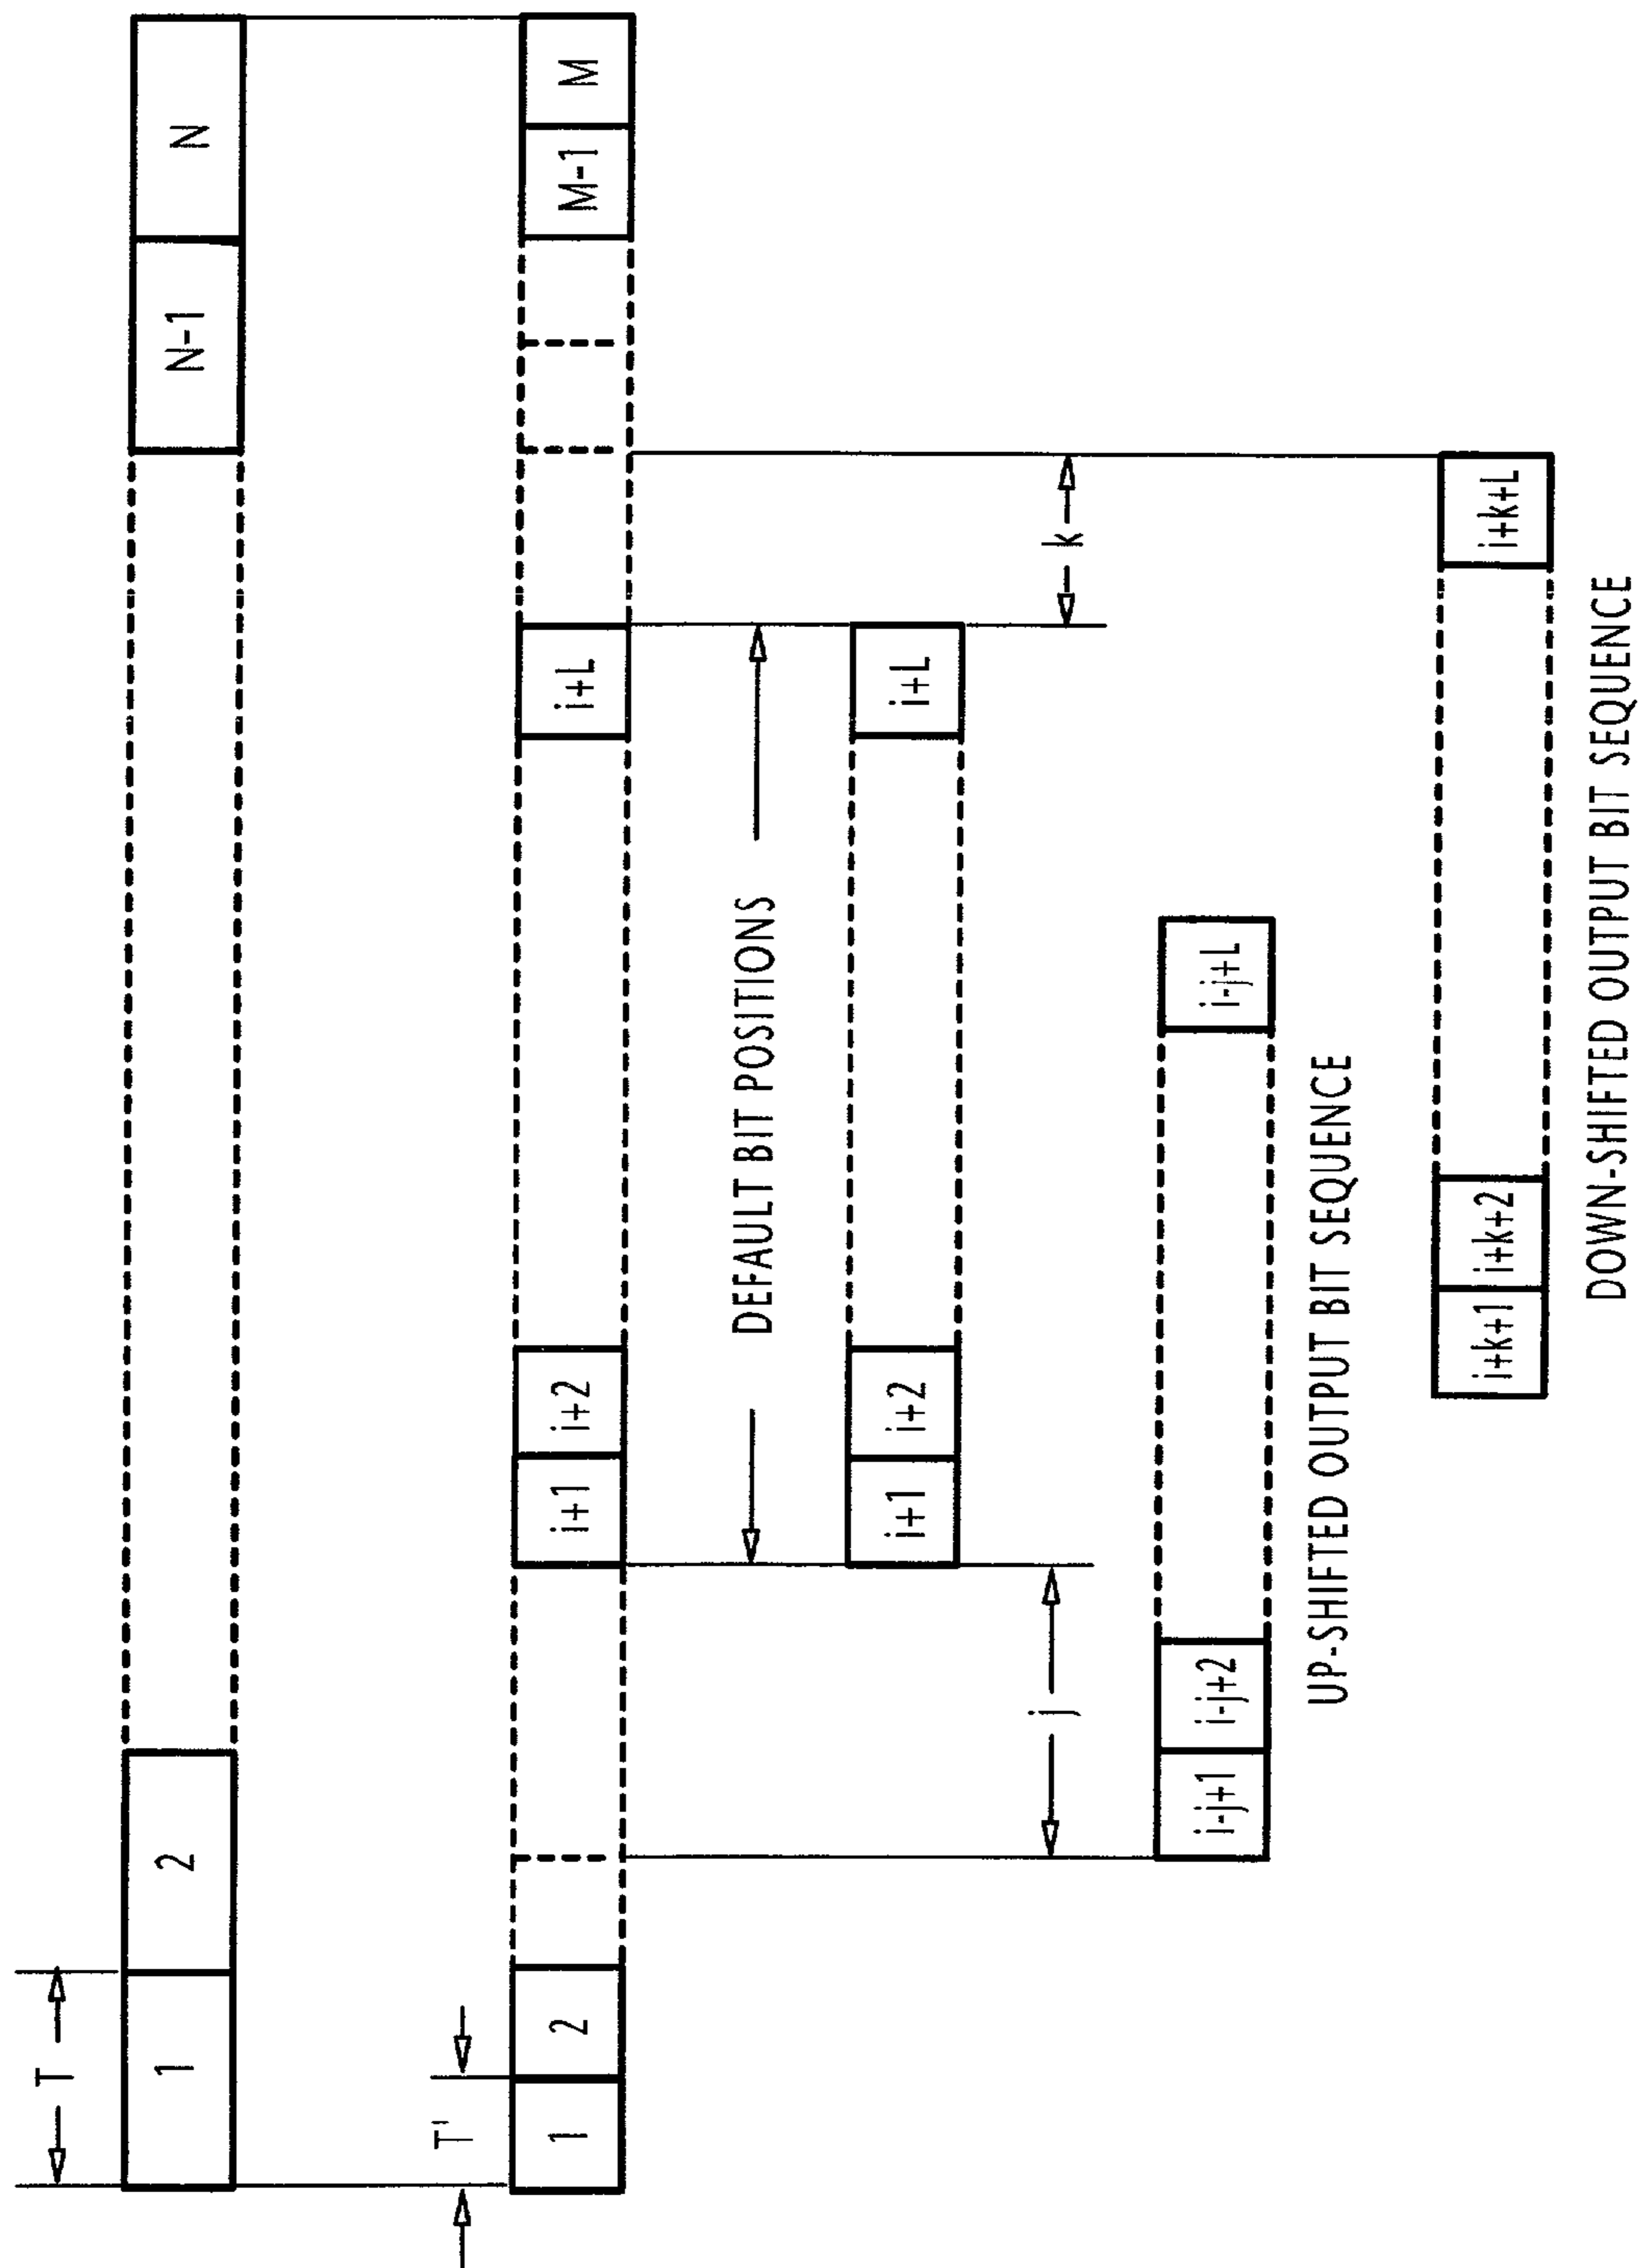 T
1 2 N-1 N
T'
1 2 i+1 i+2 i+L M-1 M
DEFAULT BIT POSITIONS
i+1 i+2 i+L
j k
i-j+1 i-j+2 i-j+L
UP-SHIFTED OUTPUT BIT SEQUENCE
i+k+1 i+k+2 i+k+L
DOWN-SHIFTED OUTPUT BIT SEQUENCE